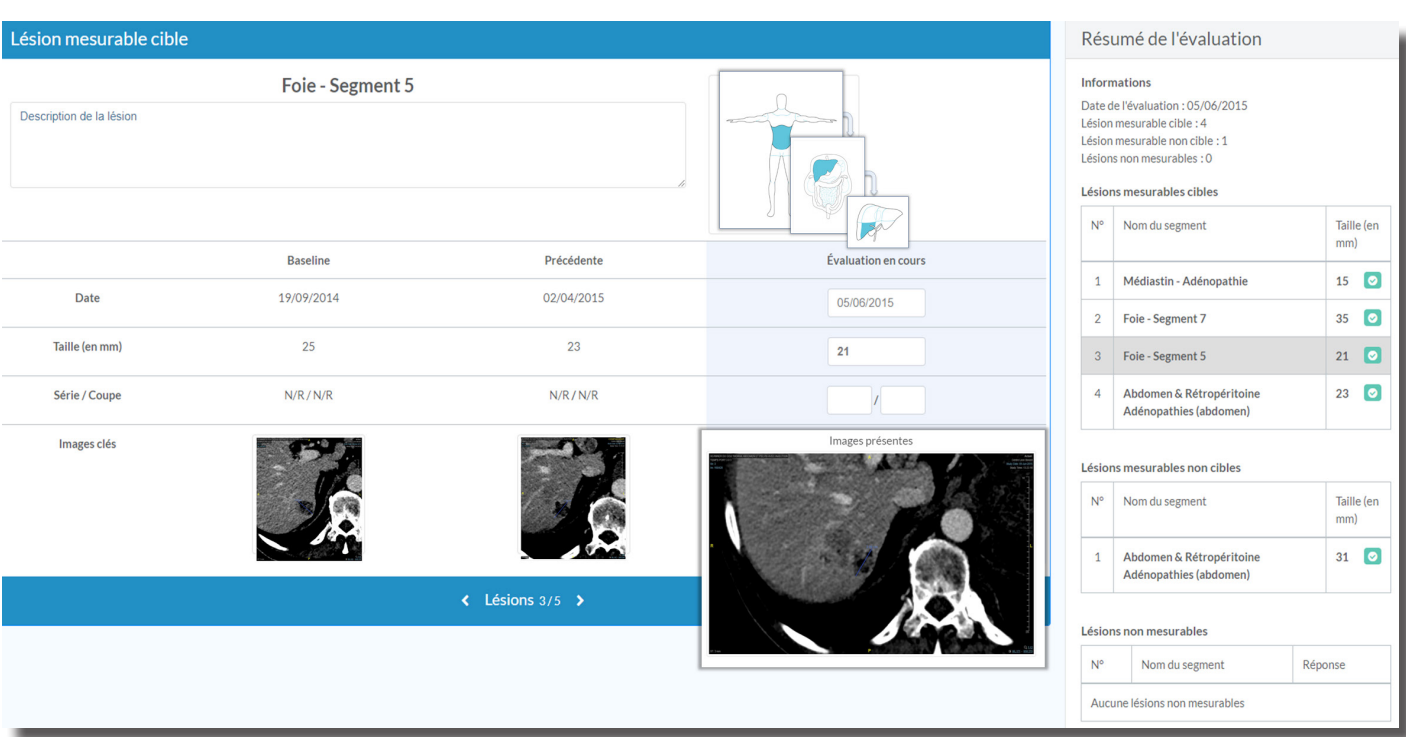 Lésion mesurable cible
Foie - Segment 5
Description de la lésion
Baseline
Précédente
Évaluation en cours
Date
19/09/2014
02/04/2015
05/06/2015
Taille (en mm)
25
23
21
Série / Coupe
N/R / N/R
N/R / N/R
/
Images clés
Images présentes
Lésions 3/5
Résumé de l'évaluation
Informations
Date de l'évaluation : 05/06/2015
Lésion mesurable cible : 4
Lésion mesurable non cible : 1
Lésions non mesurables : 0
Lésions mesurables cibles
N° Nom du segment Taille (en
mm)
1 Médiastin - Adénopathie 15
2 Foie - Segment 7 35
3 Foie - Segment 5 21
4 Abdomen & Rétropéritoine 23
Adénopathies (abdomen)
Lésions mesurables non cibles
N° Nom du segment Taille (en
mm)
1 Abdomen & Rétropéritoine 31
Adénopathies (abdomen)
Lésions non mesurables
N° Nom du segment Réponse
Aucune lésions non mesurables